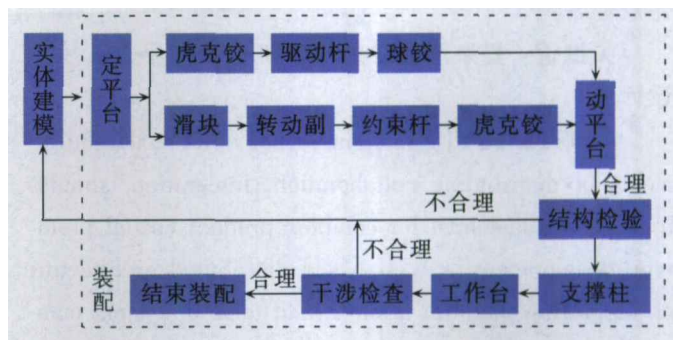 实体建模
定平台
虎克铰
驱动杆
球铰
滑块
转动副
约束杆
虎克铰
动平台
合理
不合理
结构检验
不合理
装配
结束装配
合理
干涉检查
工作台
支撑柱